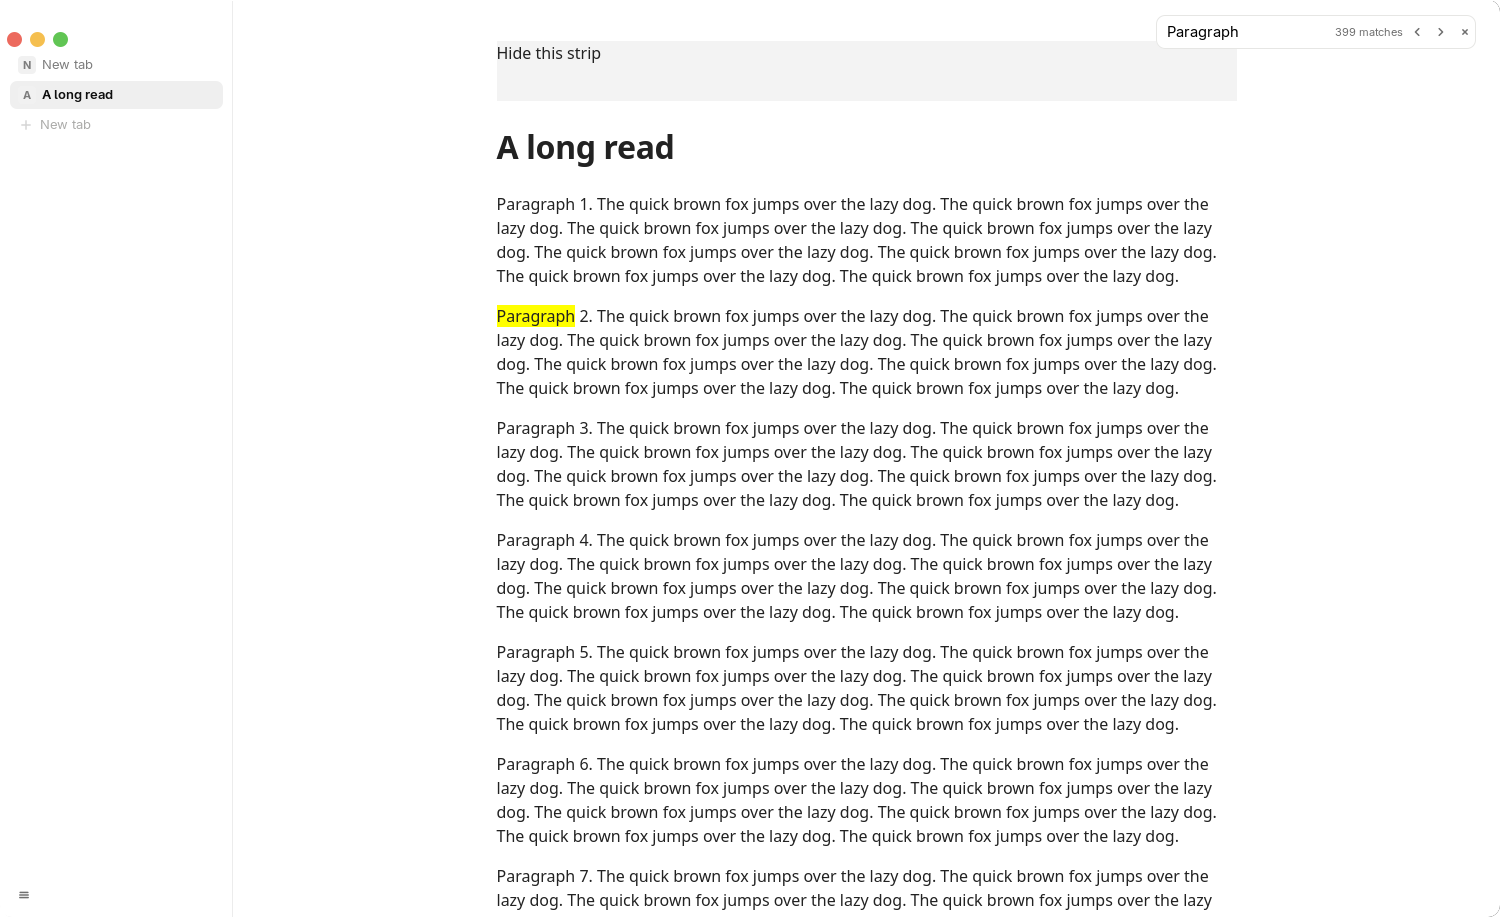 N New tab
A A long read
+ New tab
Paragraph 399 matches
Hide this strip
A long read
Paragraph 1. The quick brown fox jumps over the lazy dog. The quick brown fox jumps over the
lazy dog. The quick brown fox jumps over the lazy dog. The quick brown fox jumps over the lazy
dog. The quick brown fox jumps over the lazy dog. The quick brown fox jumps over the lazy dog.
The quick brown fox jumps over the lazy dog. The quick brown fox jumps over the lazy dog.
Paragraph 2. The quick brown fox jumps over the lazy dog. The quick brown fox jumps over the
lazy dog. The quick brown fox jumps over the lazy dog. The quick brown fox jumps over the lazy
dog. The quick brown fox jumps over the lazy dog. The quick brown fox jumps over the lazy dog.
The quick brown fox jumps over the lazy dog. The quick brown fox jumps over the lazy dog.
Paragraph 3. The quick brown fox jumps over the lazy dog. The quick brown fox jumps over the
lazy dog. The quick brown fox jumps over the lazy dog. The quick brown fox jumps over the lazy
dog. The quick brown fox jumps over the lazy dog. The quick brown fox jumps over the lazy dog.
The quick brown fox jumps over the lazy dog. The quick brown fox jumps over the lazy dog.
Paragraph 4. The quick brown fox jumps over the lazy dog. The quick brown fox jumps over the
lazy dog. The quick brown fox jumps over the lazy dog. The quick brown fox jumps over the lazy
dog. The quick brown fox jumps over the lazy dog. The quick brown fox jumps over the lazy dog.
The quick brown fox jumps over the lazy dog. The quick brown fox jumps over the lazy dog.
Paragraph 5. The quick brown fox jumps over the lazy dog. The quick brown fox jumps over the
lazy dog. The quick brown fox jumps over the lazy dog. The quick brown fox jumps over the lazy
dog. The quick brown fox jumps over the lazy dog. The quick brown fox jumps over the lazy dog.
The quick brown fox jumps over the lazy dog. The quick brown fox jumps over the lazy dog.
Paragraph 6. The quick brown fox jumps over the lazy dog. The quick brown fox jumps over the
lazy dog. The quick brown fox jumps over the lazy dog. The quick brown fox jumps over the lazy
dog. The quick brown fox jumps over the lazy dog. The quick brown fox jumps over the lazy dog.
The quick brown fox jumps over the lazy dog. The quick brown fox jumps over the lazy dog.
Paragraph 7. The quick brown fox jumps over the lazy dog. The quick brown fox jumps over the
lazy dog. The quick brown fox jumps over the lazy dog. The quick brown fox jumps over the lazy